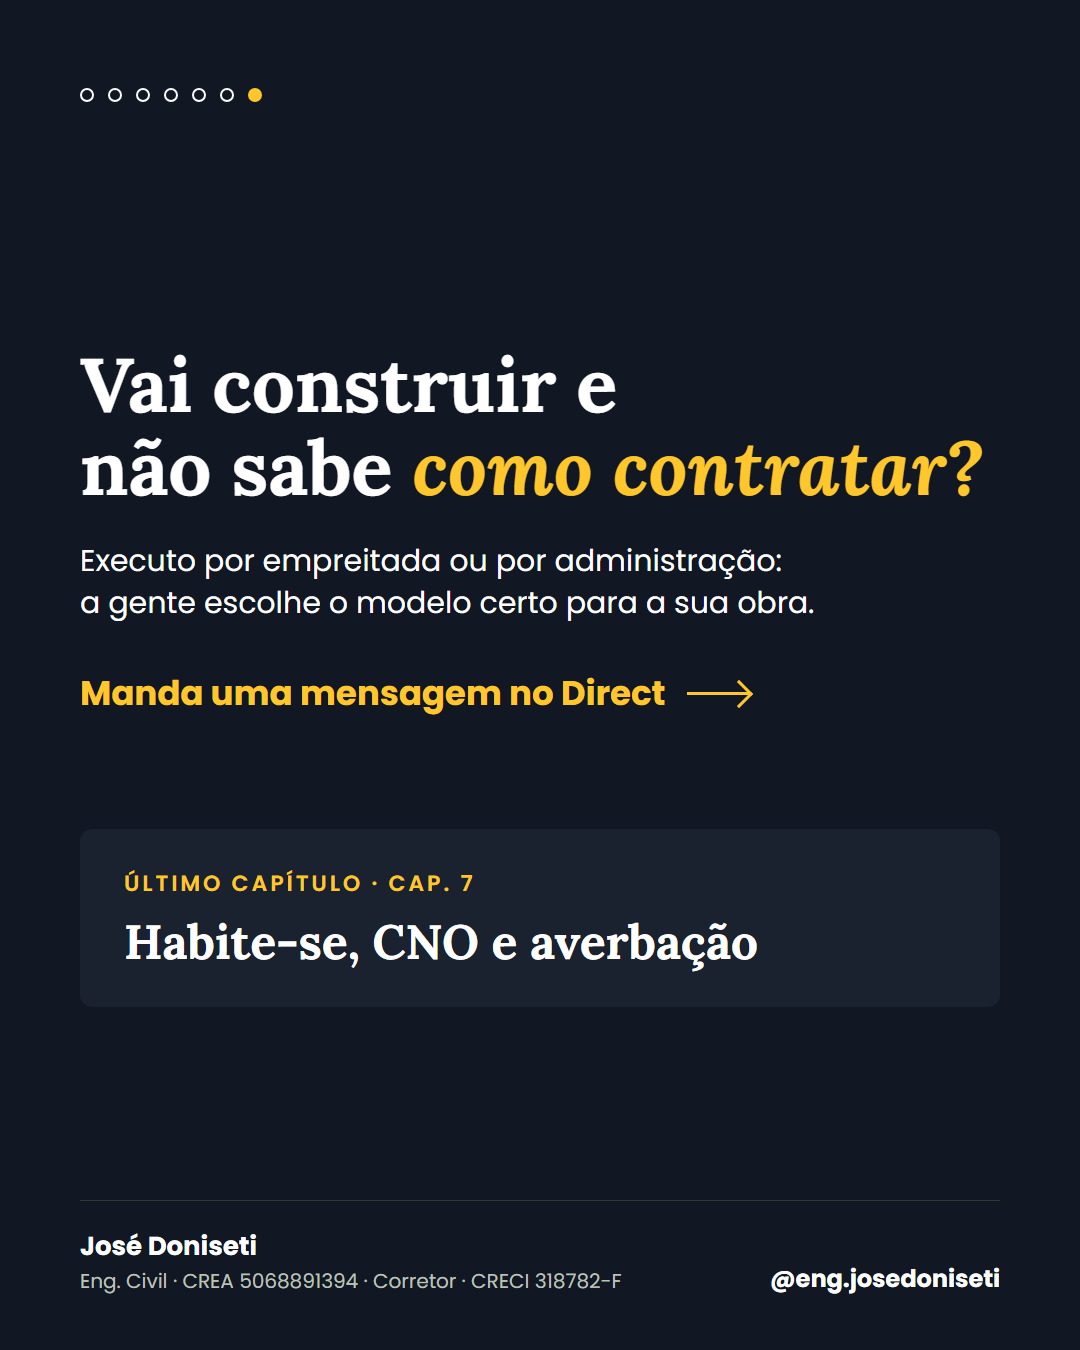 Vai construir e
não sabe como contratar?
Executo por empreitada ou por administração:
a gente escolhe o modelo certo para a sua obra.
Manda uma mensagem no Direct
ÚLTIMO CAPÍTULO · CAP. 7
Habite-se, CNO e averbação
José Doniseti
Eng. Civil · CREA 5068891394 · Corretor · CRECI 318782-F
@eng.josedoniseti